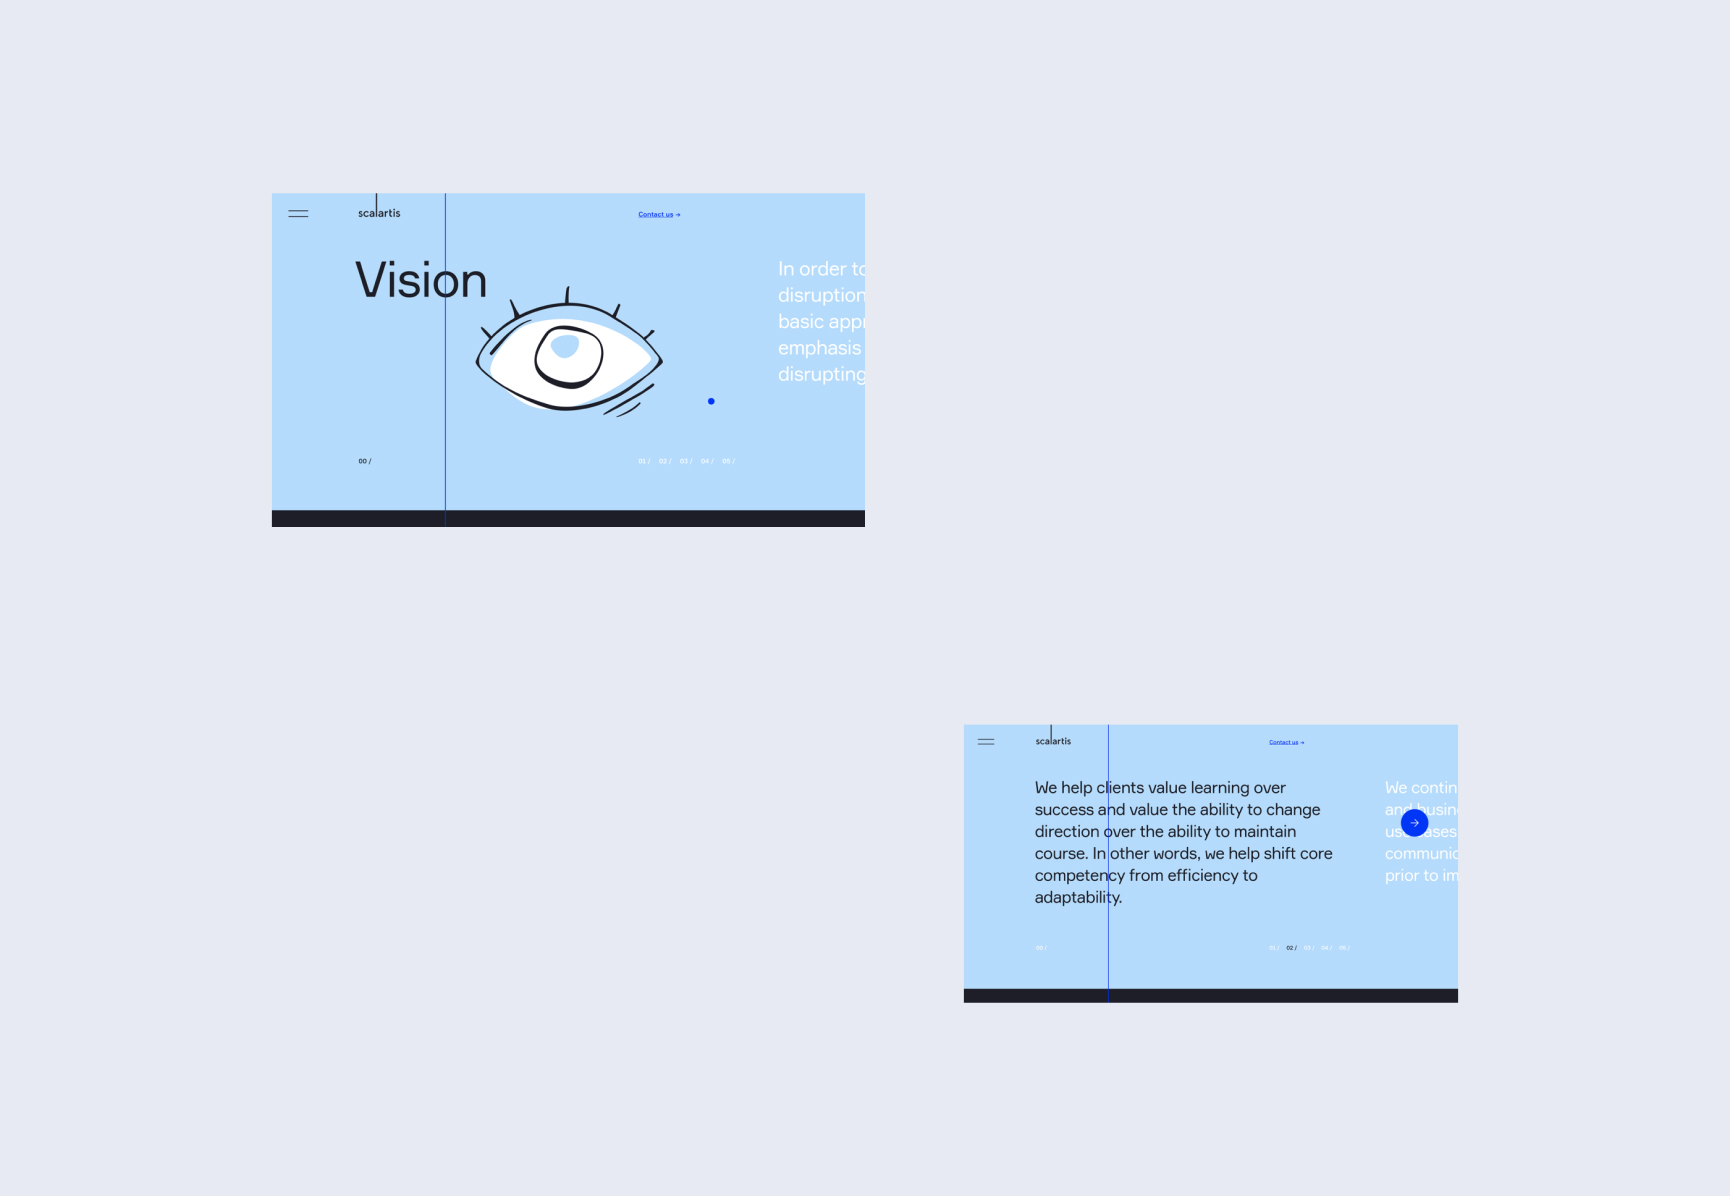 scalartis
Contact us →
Vision
In order to
disruption
basic app
emphasis
disrupting
00 /
01 / 02 / 03 / 04 / 05 /
scalartis
Contact us →
We help clients value learning over
success and value the ability to change
direction over the ability to maintain
course. In other words, we help shift core
competency from efficiency to
adaptability.
We contin
and busin
use cases
communic
prior to im
00 /
01 / 02 / 03 / 04 / 05 /